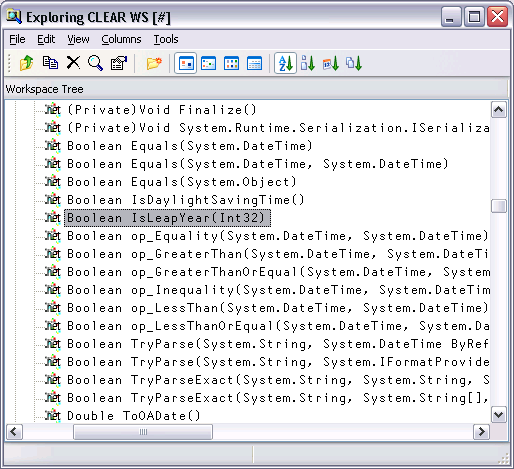 Exploring CLEAR WS [#]
File Edit View Columns Tools
Workspace Tree
.net (Private)Void Finalize()
.net (Private)Void System.Runtime.Serialization.ISerializa
.net Boolean Equals(System.DateTime)
.net Boolean Equals(System.DateTime, System.DateTime)
.net Boolean Equals(System.Object)
.net Boolean IsDaylightSavingTime()
.net Boolean IsLeapYear(Int32)
.net Boolean op_Equality(System.DateTime, System.DateTime)
.net Boolean op_GreaterThan(System.DateTime, System.DateTi
.net Boolean op_GreaterThanOrEqual(System.DateTime, System
.net Boolean op_Inequality(System.DateTime, System.DateTim
.net Boolean op_LessThan(System.DateTime, System.DateTime)
.net Boolean op_LessThanOrEqual(System.DateTime, System.Da
.net Boolean TryParse(System.String, System.DateTime ByRef
.net Boolean TryParse(System.String, System.IFormatProvide
.net Boolean TryParseExact(System.String, System.String, S
.net Boolean TryParseExact(System.String, System.String[],
.net Double ToOADate()